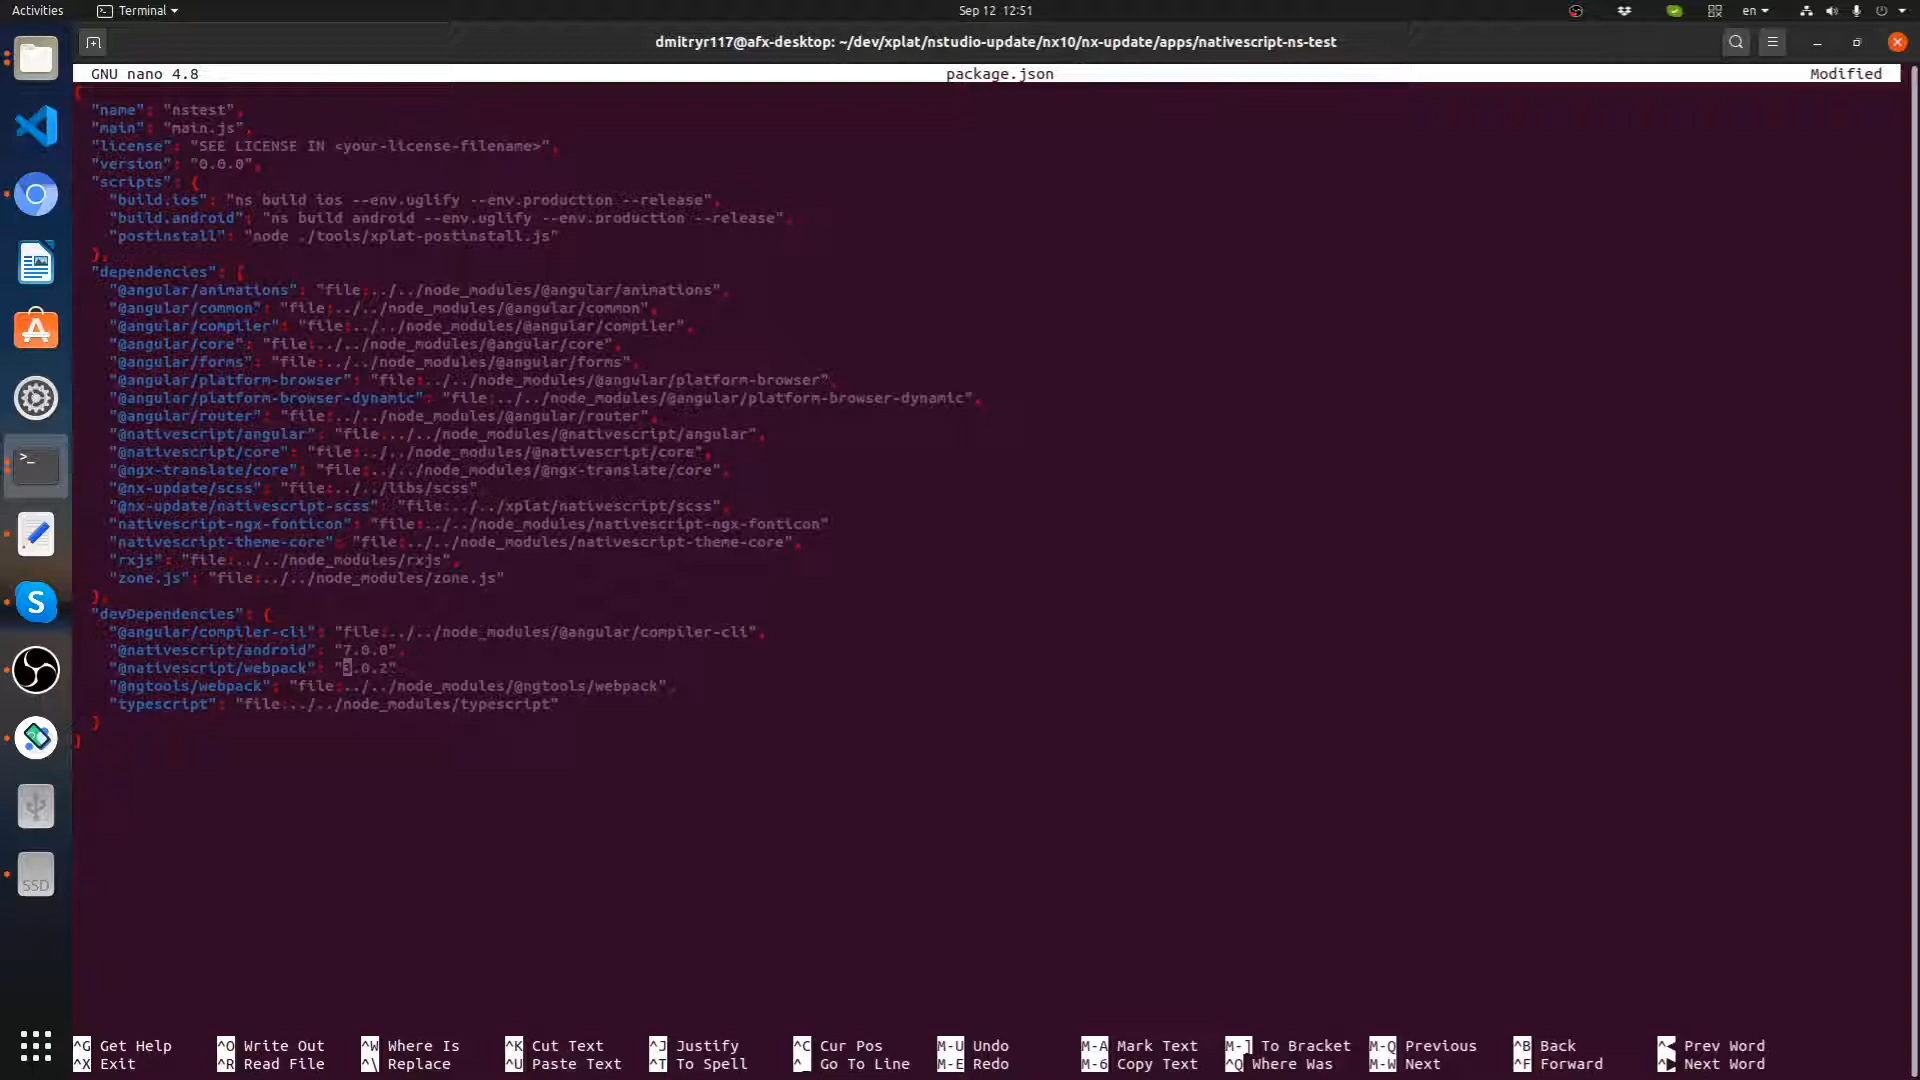 Activities Terminal Sep 12 12:51 en
dmitryr117@afx-desktop: ~/dev/xplat/nstudio-update/nx10/nx-update/apps/nativescript-ns-test
GNU nano 4.8 package.json Modified
{
"name": "nstest",
"main": "main.js",
"license": "SEE LICENSE IN <your-license-filename>",
"version": "0.0.0",
"scripts": {
"build.ios": "ns build ios --env.uglify --env.production --release",
"build.android": "ns build android --env.uglify --env.production --release",
"postinstall": "node ./tools/xplat-postinstall.js"
},
"dependencies": {
"@angular/animations": "file:../../node_modules/@angular/animations",
"@angular/common": "file:../../node_modules/@angular/common",
"@angular/compiler": "file:../../node_modules/@angular/compiler",
"@angular/core": "file:../../node_modules/@angular/core",
"@angular/forms": "file:../../node_modules/@angular/forms",
"@angular/platform-browser": "file:../../node_modules/@angular/platform-browser",
"@angular/platform-browser-dynamic": "file:../../node_modules/@angular/platform-browser-dynamic",
"@angular/router": "file:../../node_modules/@angular/router",
"@nativescript/angular": "file:../../node_modules/@nativescript/angular",
"@nativescript/core": "file:../../node_modules/@nativescript/core",
"@ngx-translate/core": "file:../../node_modules/@ngx-translate/core",
"@nx-update/scss": "file:../../libs/scss",
"@nx-update/nativescript-scss": "file:../../xplat/nativescript/scss",
"nativescript-ngx-fonticon": "file:../../node_modules/nativescript-ngx-fonticon",
"nativescript-theme-core": "file:../../node_modules/nativescript-theme-core",
"rxjs": "file:../../node_modules/rxjs",
"zone.js": "file:../../node_modules/zone.js"
},
"devDependencies": {
"@angular/compiler-cli": "file:../../node_modules/@angular/compiler-cli",
"@nativescript/android": "7.0.0",
"@nativescript/webpack": "3.0.2",
"@ngtools/webpack": "file:../../node_modules/@ngtools/webpack",
"typescript": "file:../../node_modules/typescript"
}
}
SSD
^G Get Help ^O Write Out ^W Where Is ^K Cut Text ^J Justify ^C Cur Pos M-U Undo M-A Mark Text M-] To Bracket M-Q Previous ^B Back ^◀ Prev Word
^X Exit ^R Read File ^\ Replace ^U Paste Text ^T To Spell ^_ Go To Line M-E Redo M-6 Copy Text ^Q Where Was M-W Next ^F Forward ^▶ Next Word